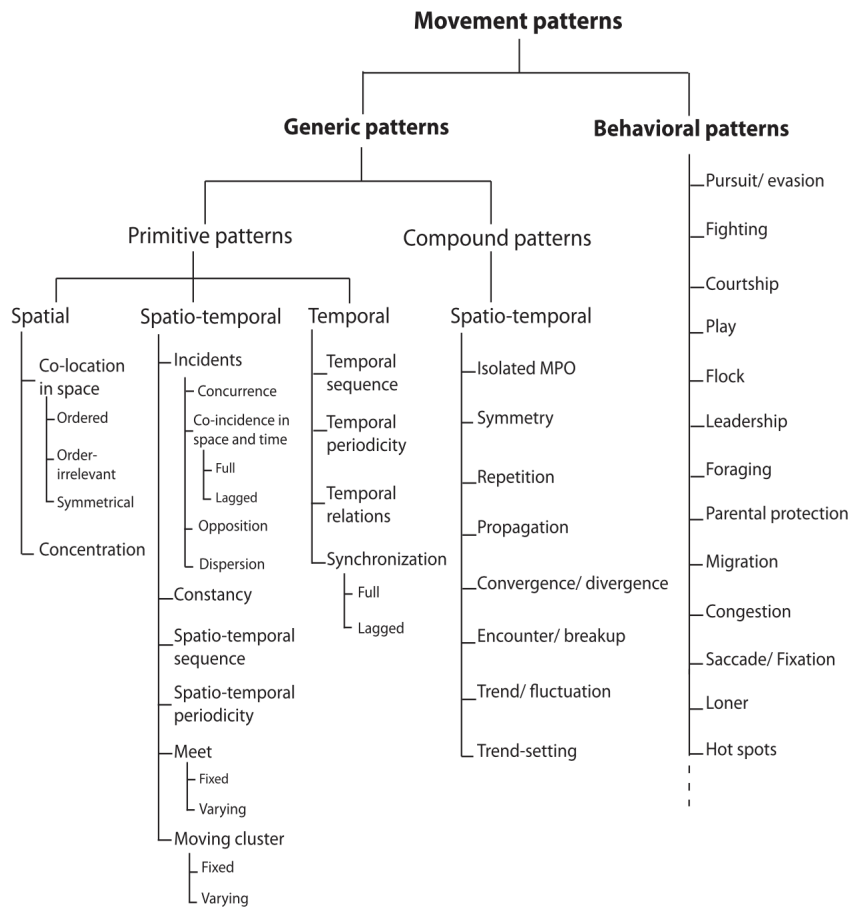 Movement patterns
Generic patterns
Behavioral patterns
Primitive patterns
Compound patterns
Spatial
Co-location
in space
Ordered
Order-
irrelevant
Symmetrical
Concentration
Spatio-temporal
Incidents
Concurrence
Co-incidence in
space and time
Full
Lagged
Opposition
Dispersion
Constancy
Spatio-temporal
sequence
Spatio-temporal
periodicity
Meet
Fixed
Varying
Moving cluster
Fixed
Varying
Temporal
Temporal
sequence
Temporal
periodicity
Temporal
relations
Synchronization
Full
Lagged
Spatio-temporal
Isolated MPO
Symmetry
Repetition
Propagation
Convergence/ divergence
Encounter/ breakup
Trend/ fluctuation
Trend-setting
Pursuit/ evasion
Fighting
Courtship
Play
Flock
Leadership
Foraging
Parental protection
Migration
Congestion
Saccade/ Fixation
Loner
Hot spots